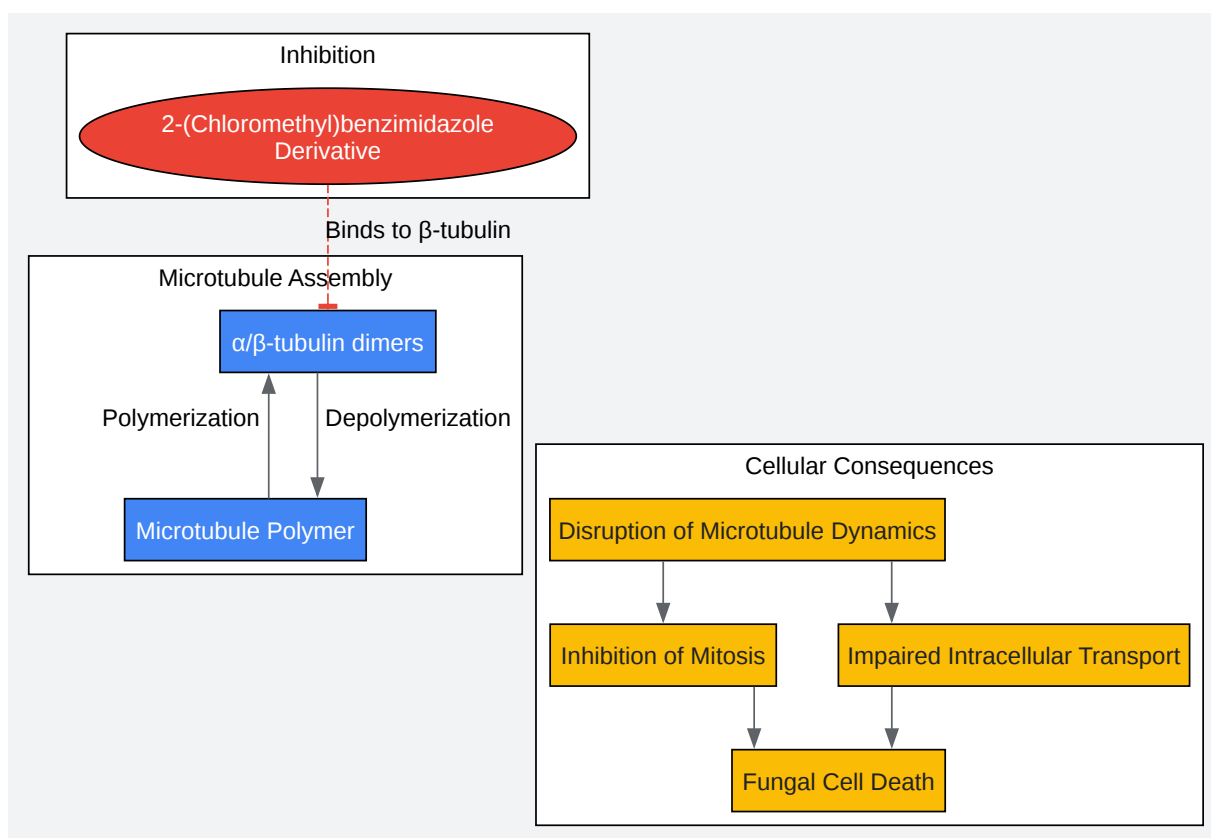 Inhibition
2-(Chloromethyl)benzimidazole
Derivative
Binds to β-tubulin
Microtubule Assembly
α/β-tubulin dimers
Polymerization
Depolymerization
Microtubule Polymer
Cellular Consequences
Disruption of Microtubule Dynamics
Inhibition of Mitosis
Impaired Intracellular Transport
Fungal Cell Death